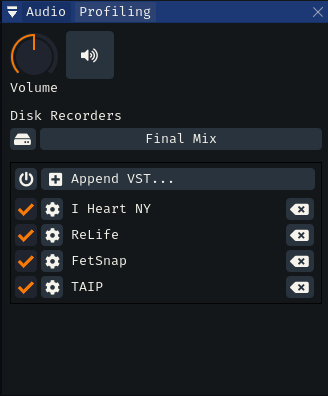 Audio Profiling
Volume
Disk Recorders
Final Mix
Append VST...
I Heart NY
ReLife
FetSnap
TAIP